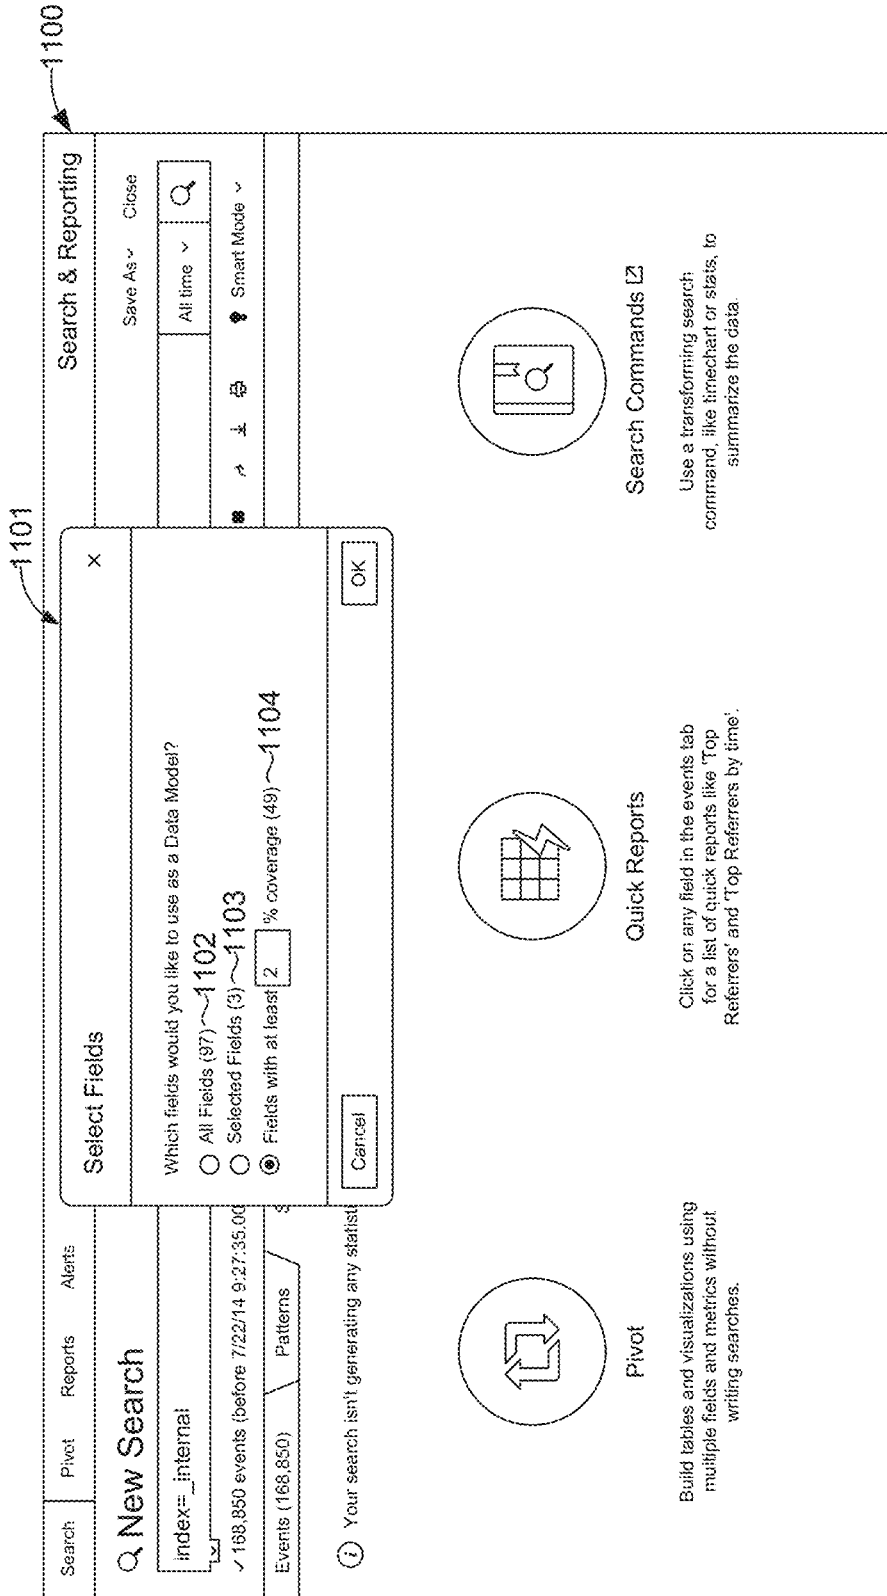 1100
Search Pivot Reports Alerts Search & Reporting
1101
New Search Save As Close
index=_internal All time
✓168,850 events (before 7/22/14 9:27:35.00 Smart Mode
Events (168,850) Patterns S
Your search isn't generating any statist
Select Fields ×
Which fields would you like to use as a Data Model?
All Fields (97) 1102
Selected Fields (3) 1103
Fields with at least 2 % coverage (49) 1104
Cancel OK
Pivot
Build tables and visualizations using
multiple fields and metrics without
writing searches.
Quick Reports
Click on any field in the events tab
for a list of quick reports like 'Top
Referrers' and 'Top Referrers by time'.
Search Commands
Use a transforming search
command, like timechart or stats, to
summarize the data.